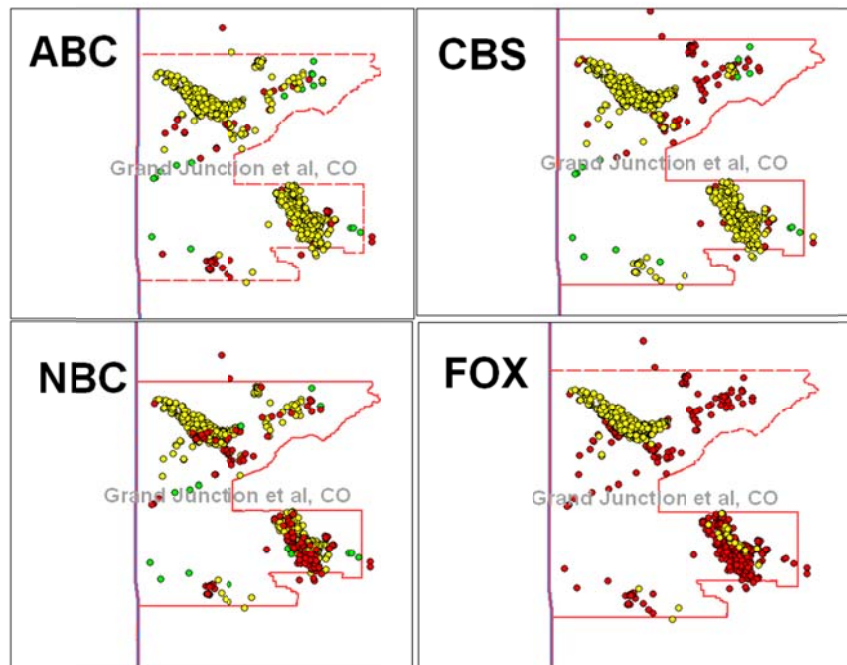 ABC
Grand Junction et al, CO
CBS
Grand Junction et al, CO
NBC
Grand Junction et al, CO
FOX
Grand Junction et al, CO